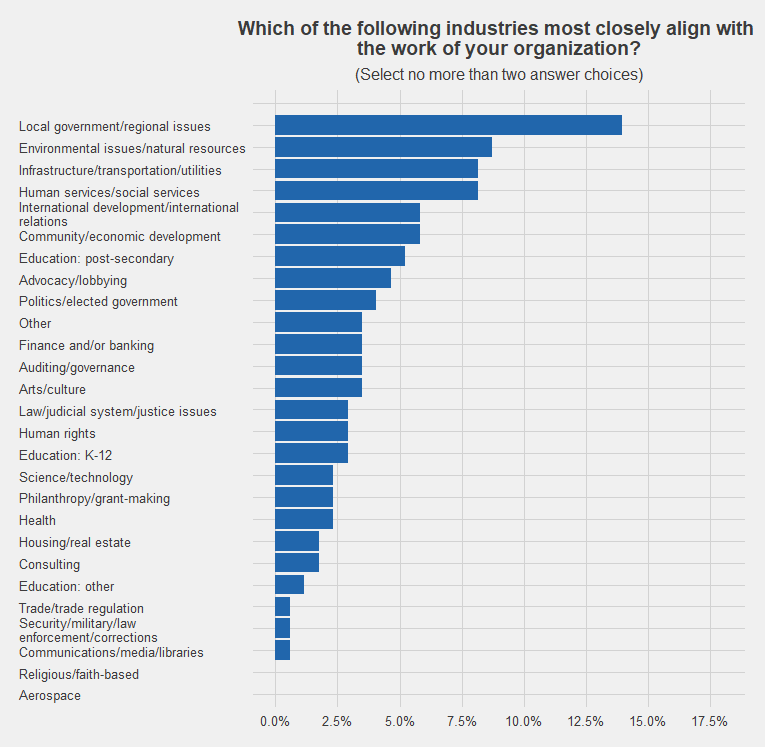 Which of the following industries most closely align with
the work of your organization?
(Select no more than two answer choices)
Local government/regional issues
Environmental issues/natural resources
Infrastructure/transportation/utilities
Human services/social services
International development/international
relations
Community/economic development
Education: post-secondary
Advocacy/lobbying
Politics/elected government
Other
Finance and/or banking
Auditing/governance
Arts/culture
Law/judicial system/justice issues
Human rights
Education: K-12
Science/technology
Philanthropy/grant-making
Health
Housing/real estate
Consulting
Education: other
Trade/trade regulation
Security/military/law
enforcement/corrections
Communications/media/libraries
Religious/faith-based
Aerospace
0.0% 2.5% 5.0% 7.5% 10.0% 12.5% 15.0% 17.5%